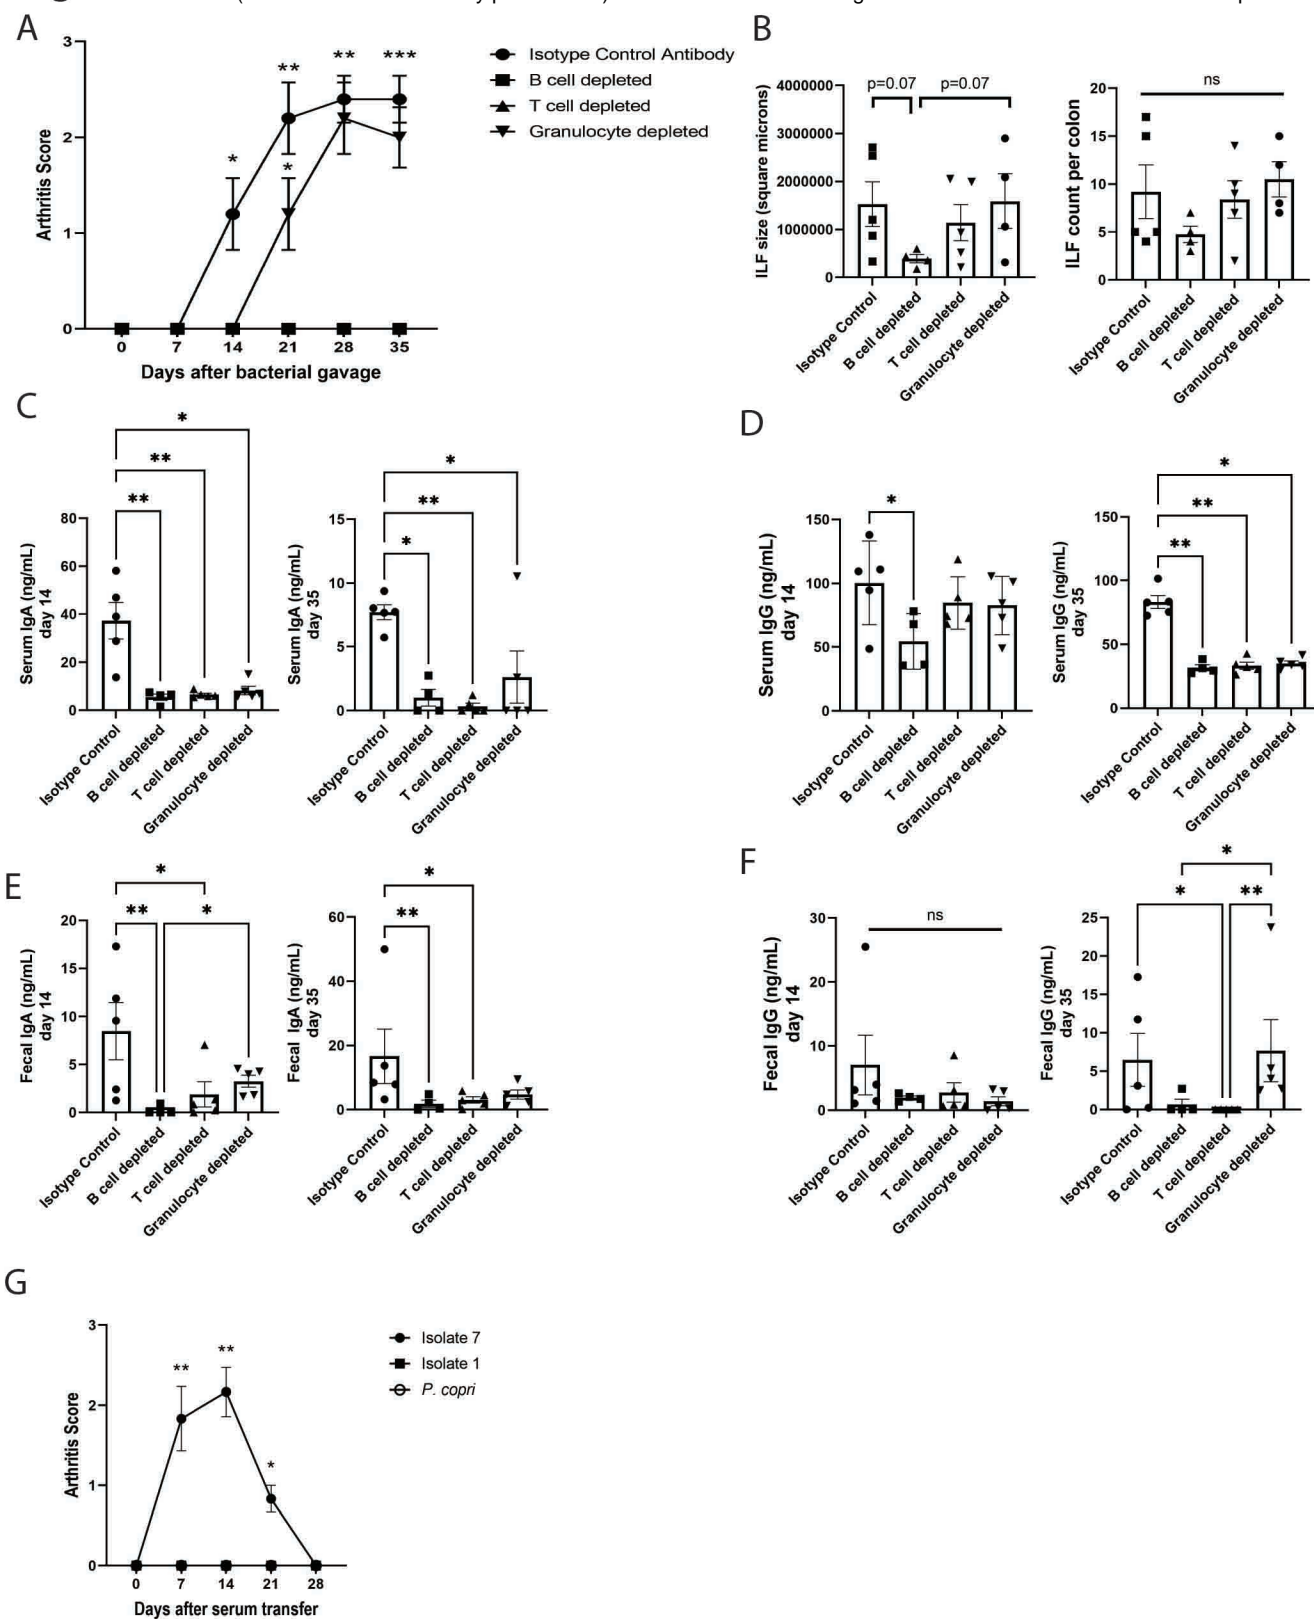 A
3
2
1
0
Arthritis Score
0 7 14 21 28 35
Days after bacterial gavage
* ** * ** ***
Isotype Control Antibody
B cell depleted
T cell depleted
Granulocyte depleted
B
ILF size (square microns)
4000000
3000000
2000000
1000000
0
p=0.07 p=0.07
Isotype Control
B cell depleted
T cell depleted
Granulocyte depleted
ILF count per colon
20
15
10
5
0
ns
Isotype Control
B cell depleted
T cell depleted
Granulocyte depleted
C
*
**
**
Serum IgA (ng/mL)
day 14
80
60
40
20
0
Isotype Control
B cell depleted
T cell depleted
Granulocyte depleted
*
**
*
Serum IgA (ng/mL)
day 35
15
10
5
0
Isotype Control
B cell depleted
T cell depleted
Granulocyte depleted
D
*
Serum IgG (ng/mL)
day 14
150
100
50
0
Isotype Control
B cell depleted
T cell depleted
Granulocyte depleted
*
**
**
Serum IgG (ng/mL)
day 35
150
100
50
0
Isotype Control
B cell depleted
T cell depleted
Granulocyte depleted
E
*
** *
Fecal IgA (ng/mL)
day 14
20
15
10
5
0
Isotype Control
B cell depleted
T cell depleted
Granulocyte depleted
*
**
Fecal IgA (ng/mL)
day 35
60
40
20
0
Isotype Control
B cell depleted
T cell depleted
Granulocyte depleted
F
ns
Fecal IgG (ng/mL)
day 14
30
20
10
0
Isotype Control
B cell depleted
T cell depleted
Granulocyte depleted
*
* **
Fecal IgG (ng/mL)
day 35
25
20
15
10
5
0
Isotype Control
B cell depleted
T cell depleted
Granulocyte depleted
G
Arthritis Score
3
2
1
0
** ** *
0 7 14 21 28
Days after serum transfer
Isolate 7
Isolate 1
P. copri